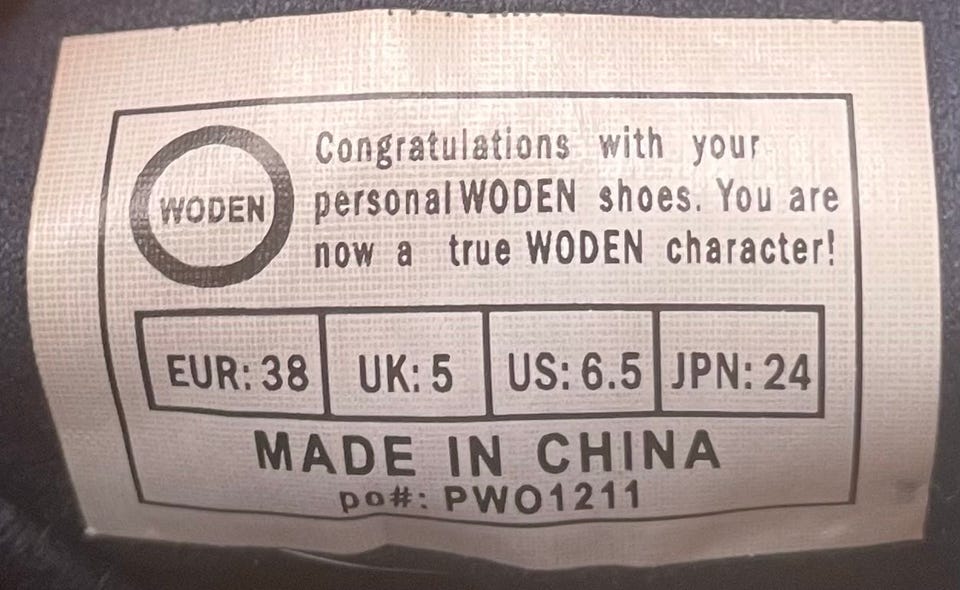 WODEN
Congratulations with your
personal WODEN shoes. You are
now a true WODEN character!
EUR: 38 UK: 5 US: 6.5 JPN: 24
MADE IN CHINA
po#: PWO1211